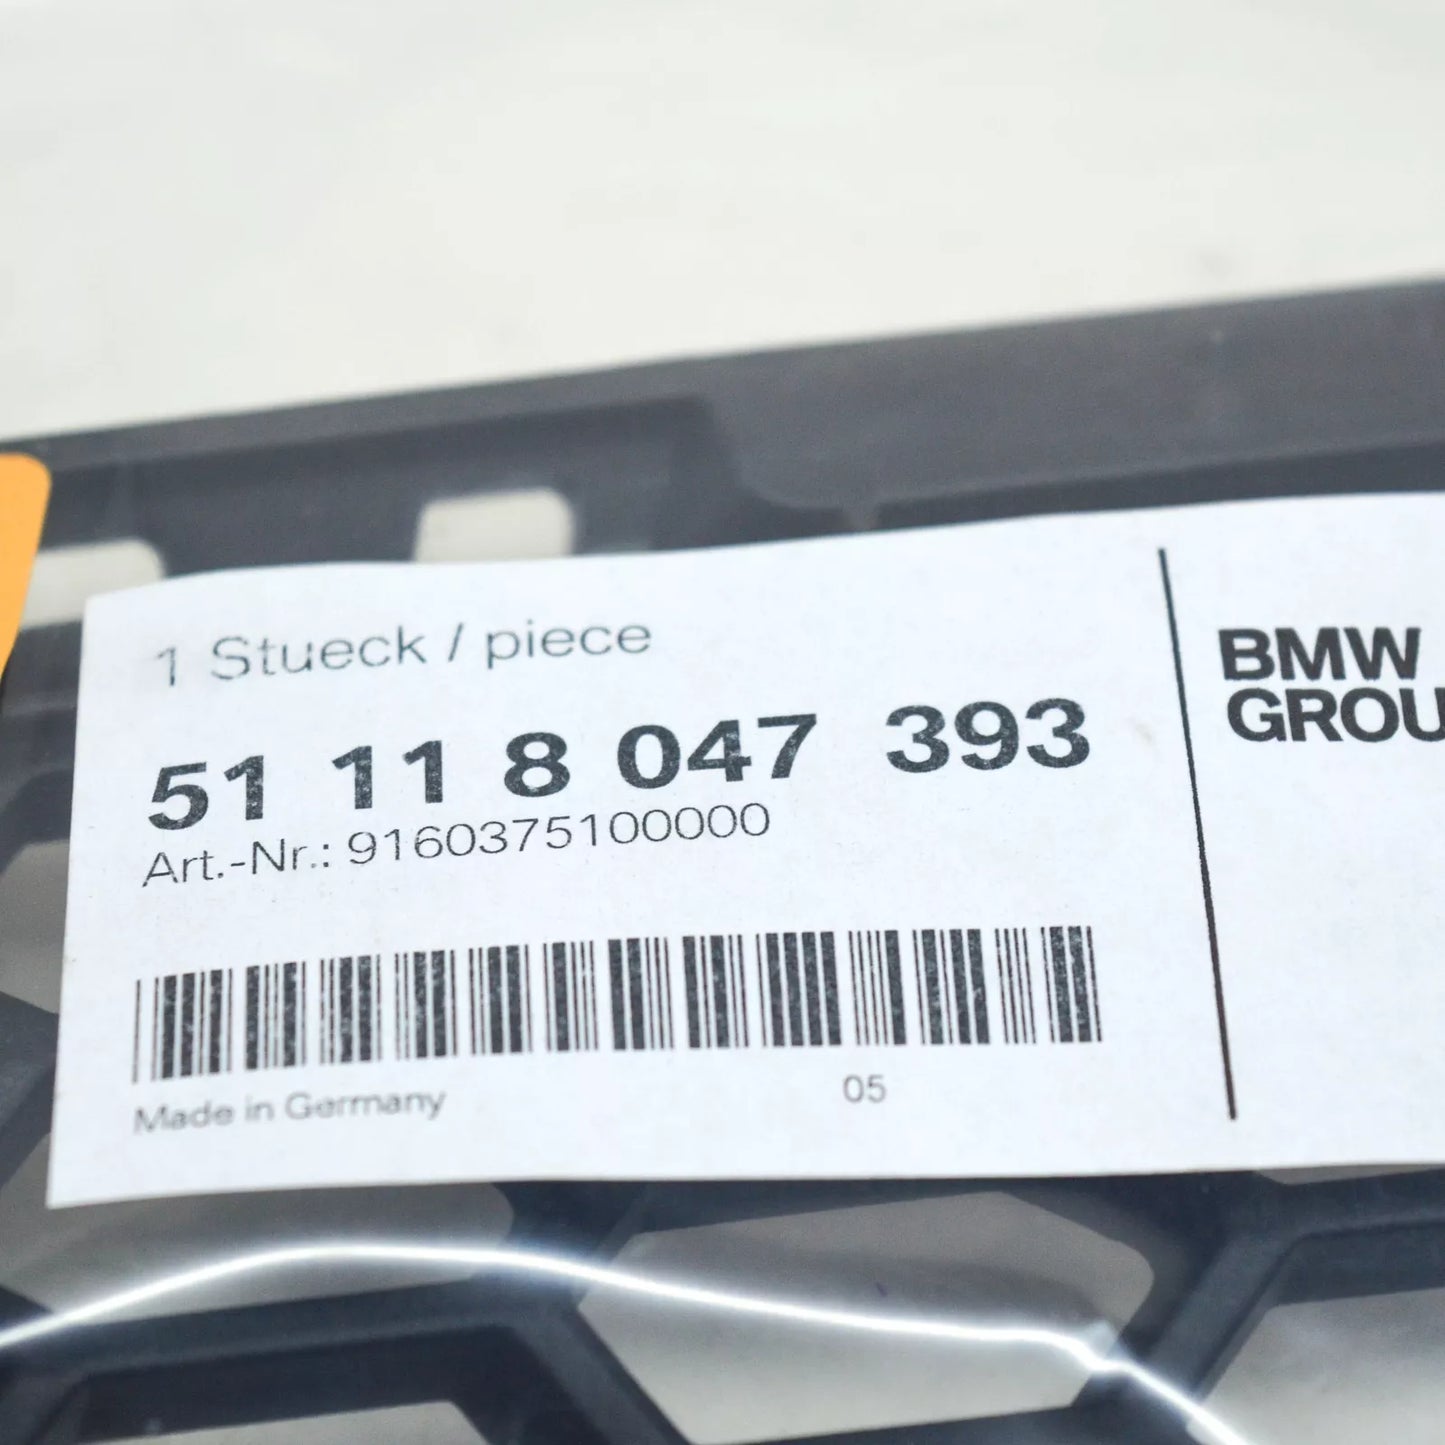 1 Stueck / piece
51 11 8 047 393
Art.-Nr.: 9160375100000
Made in Germany
05
BMW
GROU